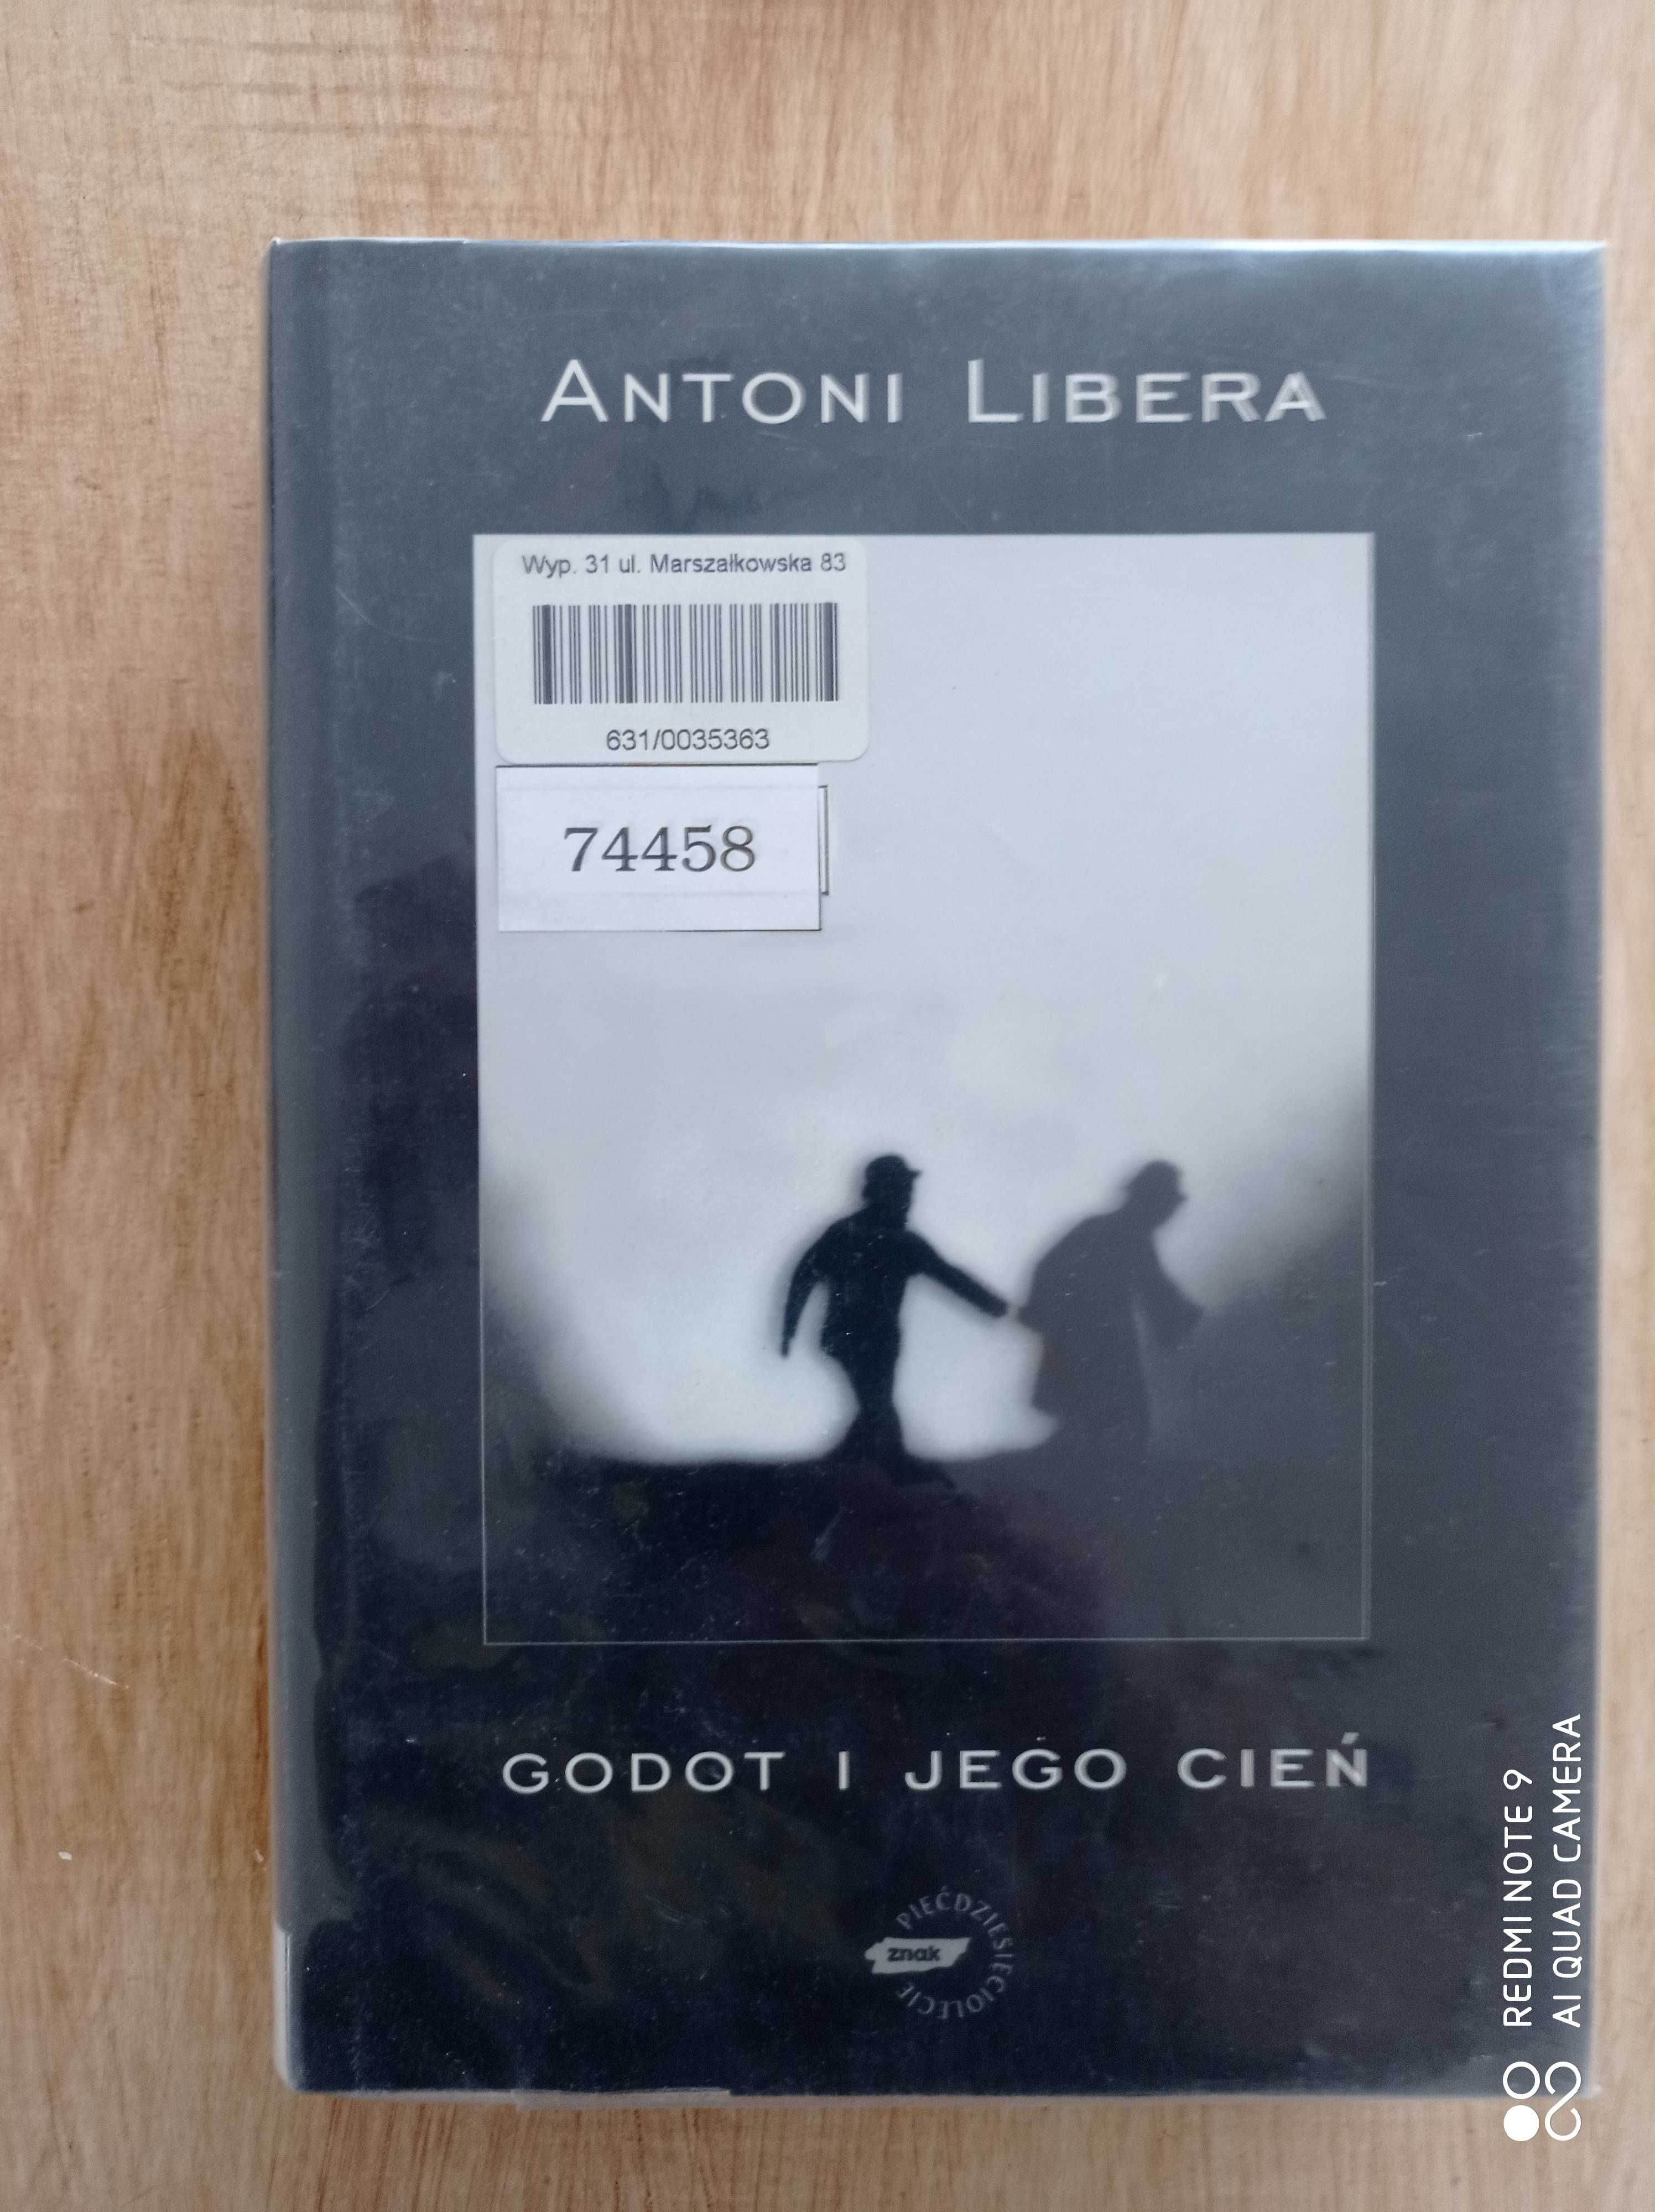 ANTONI LIBERA
Wyp. 31 ul. Marszałkowska 83
631/0035363
74458
GODOT I JEGO CIEŃ
PIĘĆDZIESIĘCIOLECIE
znak
REDMI NOTE 9
AI QUAD CAMERA